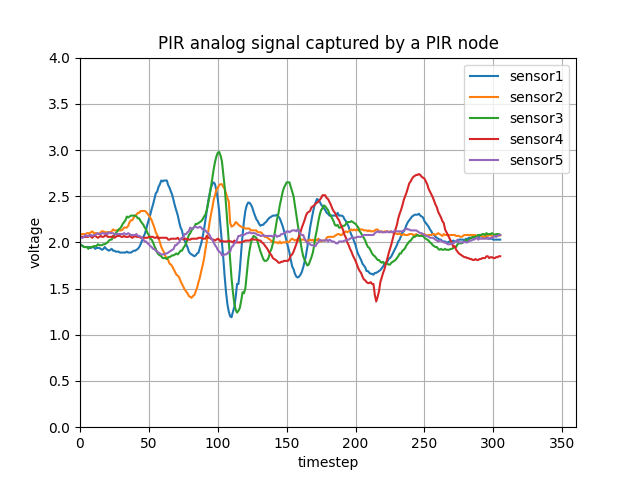 PIR analog signal captured by a PIR node
4.0
3.5
3.0
2.5
2.0
1.5
1.0
0.5
0.0
voltage
sensor1
sensor2
sensor3
sensor4
sensor5
0 50 100 150 200 250 300 350
timestep